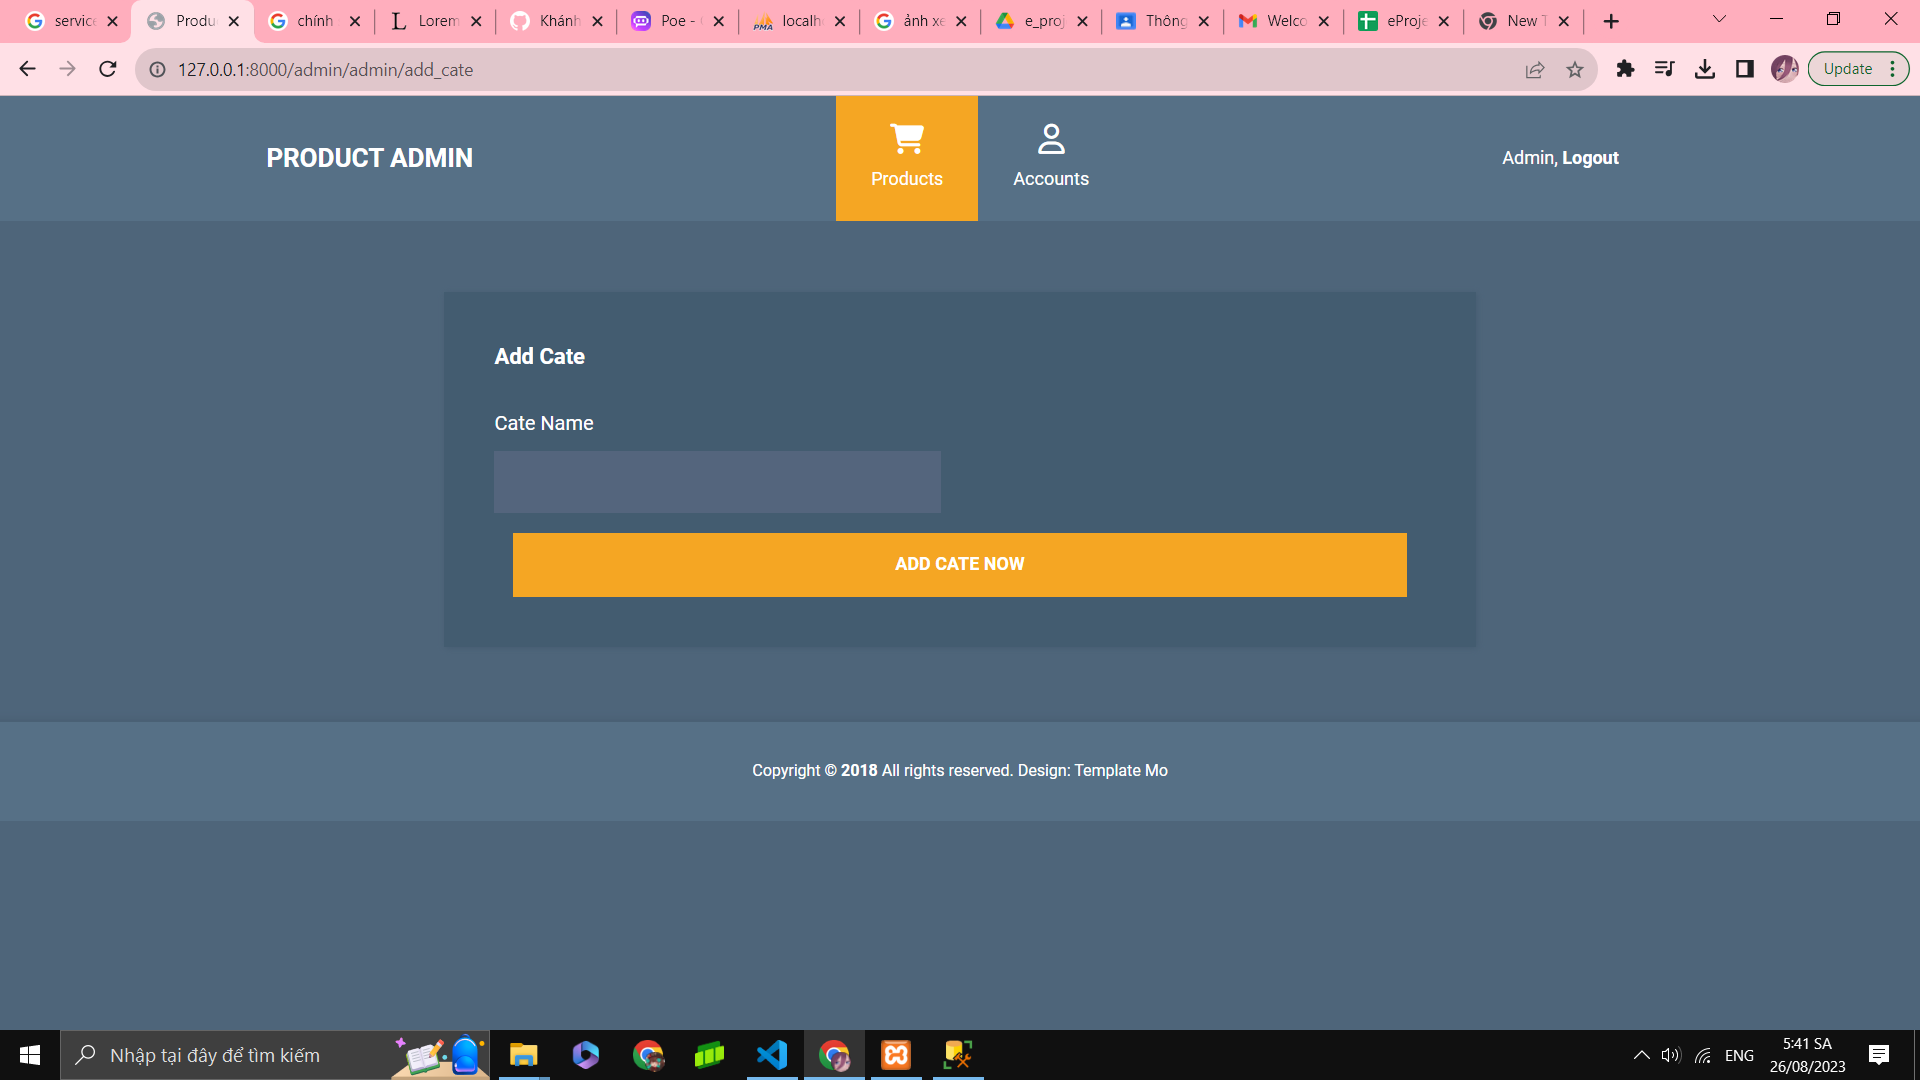 service
Produ
chính
Lorem
Khánh
Poe -
localh
ảnh xe
e_proj
Thông
Welco
eProje
New T
127.0.0.1:8000/admin/admin/add_cate
Update
PRODUCT ADMIN
Products
Accounts
Admin, Logout
Add Cate
Cate Name
ADD CATE NOW
Copyright © 2018 All rights reserved. Design: Template Mo
Nhập tại đây để tìm kiếm
ENG
5:41 SA
26/08/2023